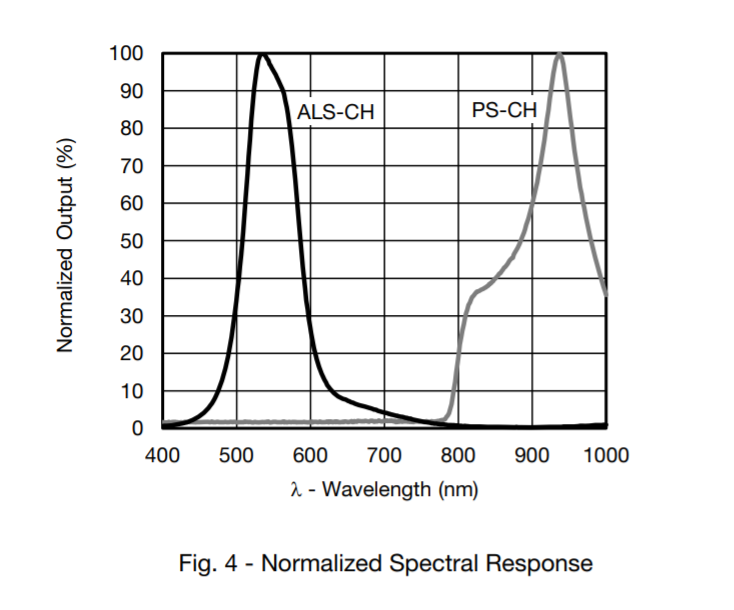 100
90
80
70
60
50
40
30
20
10
0
Normalized Output (%)
ALS-CH
PS-CH
400 500 600 700 800 900 1000
λ - Wavelength (nm)
Fig. 4 - Normalized Spectral Response